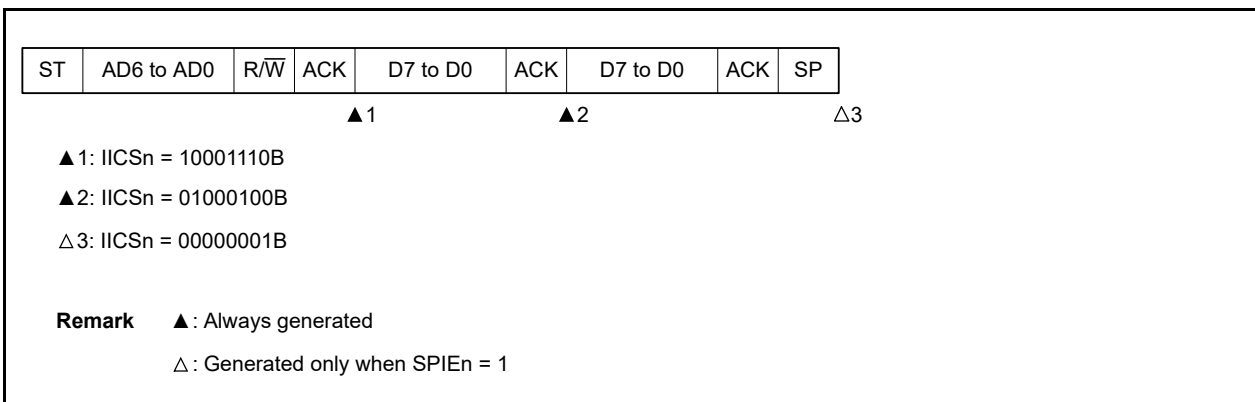 ST AD6 to AD0 R/W̅ ACK D7 to D0 ACK D7 to D0 ACK SP
▲1 ▲2 △3
▲1: IICSn = 10001110B
▲2: IICSn = 01000100B
△3: IICSn = 00000001B
Remark ▲: Always generated
△: Generated only when SPIEn = 1